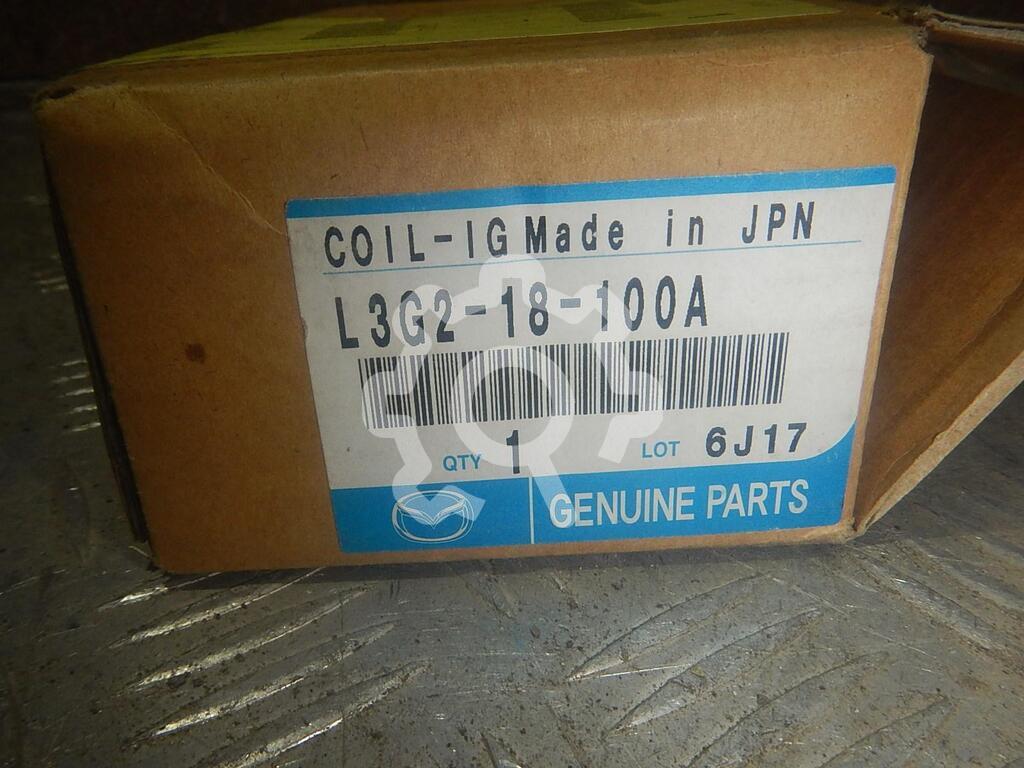 COIL-IG Made in JPN
L3G2-18-100A
QTY 1 LOT 6J17
GENUINE PARTS